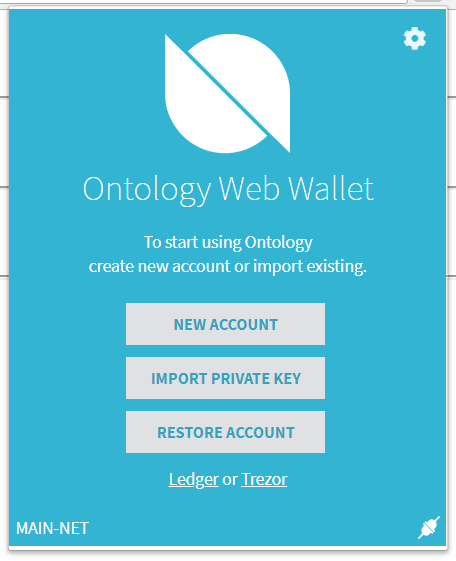 Ontology Web Wallet
To start using Ontology
create new account or import existing.
NEW ACCOUNT
IMPORT PRIVATE KEY
RESTORE ACCOUNT
Ledger or Trezor
MAIN-NET